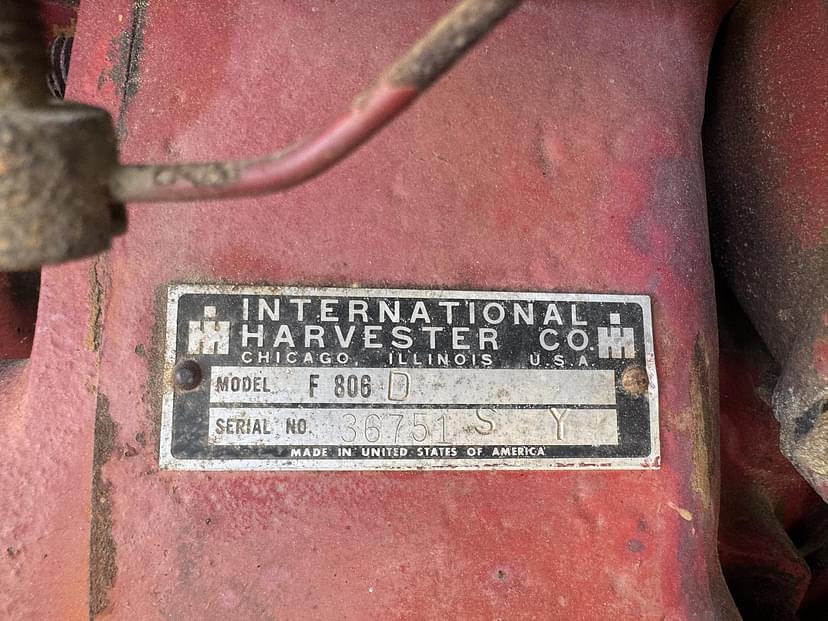 INTERNATIONAL
HARVESTER CO.
CHICAGO, ILLINOIS U.S.A.
MODEL F 806 D
SERIAL NO. 36751 S Y
MADE IN UNITED STATES OF AMERICA